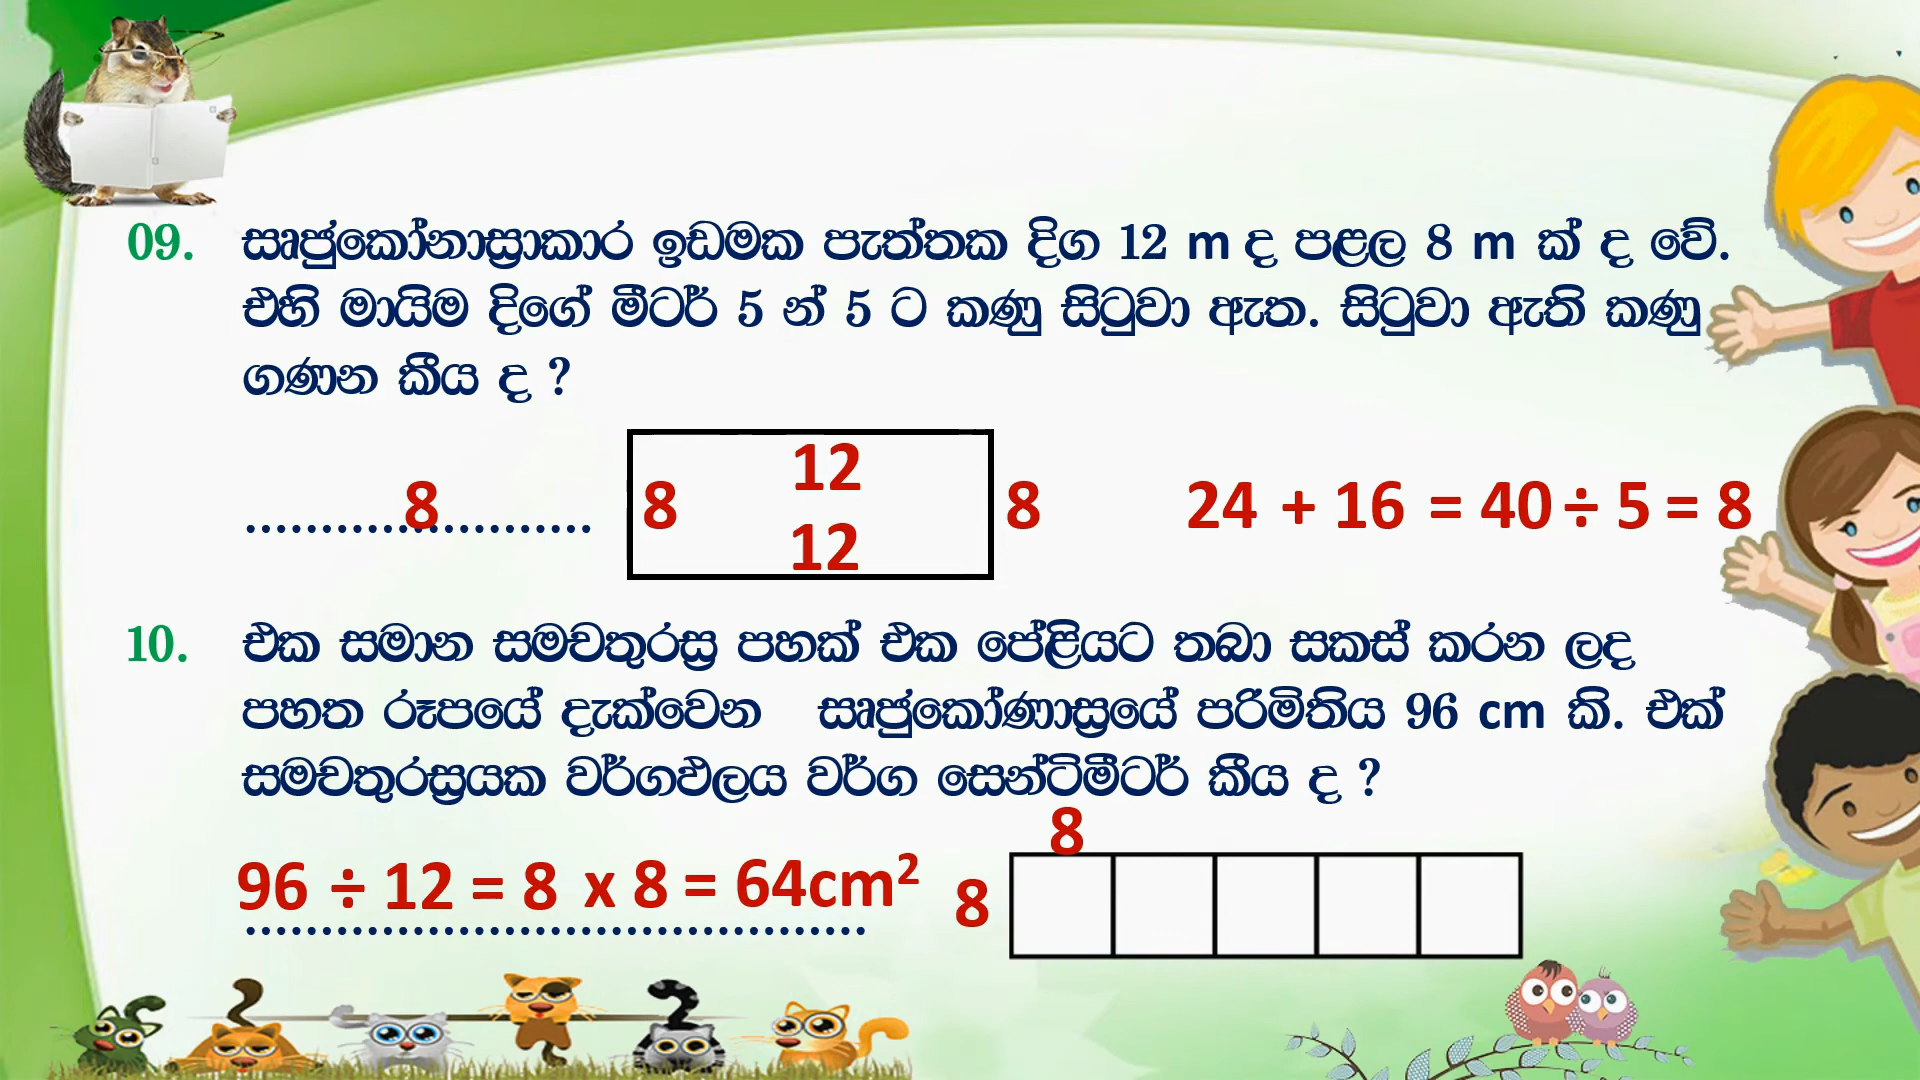 09. සෘජුකෝනාස්‍රාකාර ඉඩමක පැත්තක දිග 12 m ද පළල 8 m ක් ද වේ.
එහි මායිම දිගේ මීටර් 5 න් 5 ට කණු සිටුවා ඇත. සිටුවා ඇති කණු
ගණන කීය ද ?
12
........8........ 8 8 24 + 16 = 40 ÷ 5 = 8
12
10. එක සමාන සමචතුරස්‍ර පහක් එක පේළියට තබා සකස් කරන ලද
පහත රූපයේ දැක්වෙන සෘජුකෝණාස්‍රයේ පරිමිතිය 96 cm කි. එක්
සමචතුරස්‍රයක වර්ගඵලය වර්ග සෙන්ටිමීටර් කීය ද ?
8
96 ÷ 12 = 8 x 8 = 64cm² 8